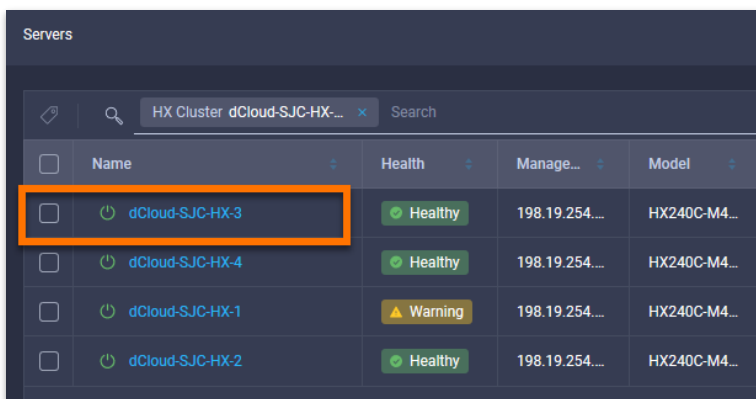 Servers
HX Cluster dCloud-SJC-HX-... × Search
Name Health Manage... Model
dCloud-SJC-HX-3 Healthy 198.19.254.... HX240C-M4...
dCloud-SJC-HX-4 Healthy 198.19.254.... HX240C-M4...
dCloud-SJC-HX-1 Warning 198.19.254.... HX240C-M4...
dCloud-SJC-HX-2 Healthy 198.19.254.... HX240C-M4...